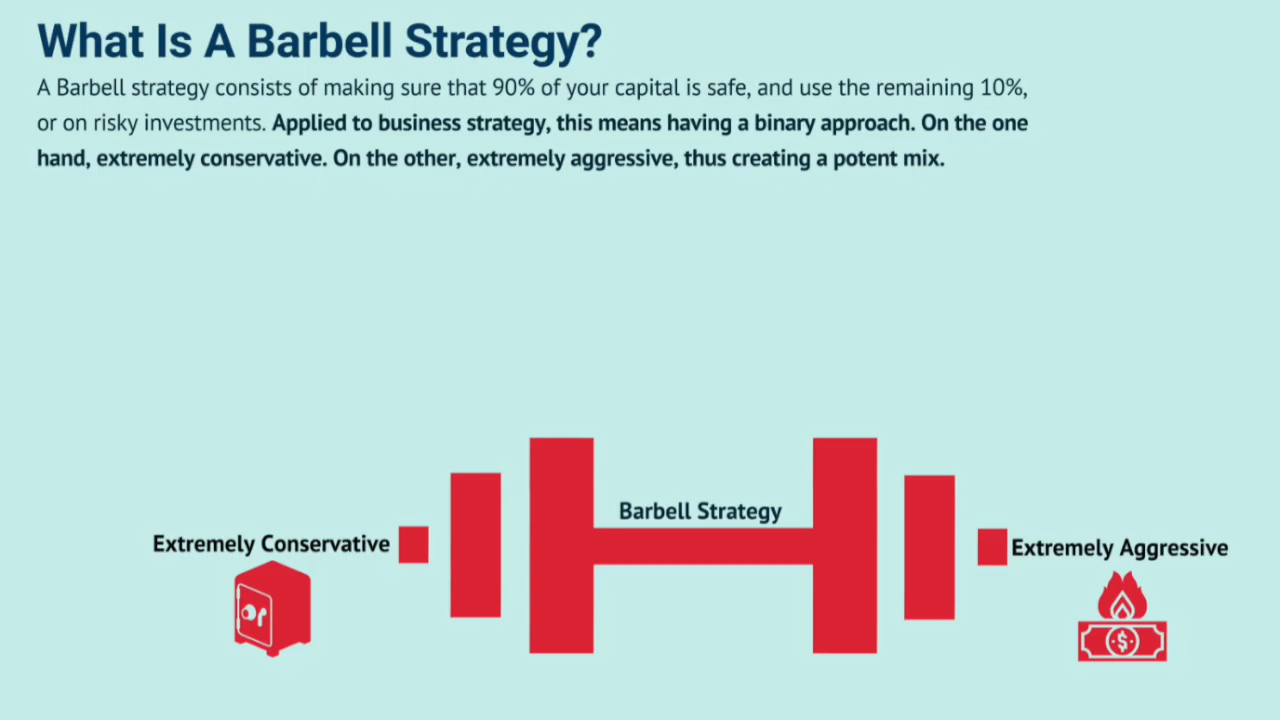 What Is A Barbell Strategy?
A Barbell strategy consists of making sure that 90% of your capital is safe, and use the remaining 10%,
or on risky investments. Applied to business strategy, this means having a binary approach. On the one
hand, extremely conservative. On the other, extremely aggressive, thus creating a potent mix.
Barbell Strategy
Extremely Conservative
Extremely Aggressive
$